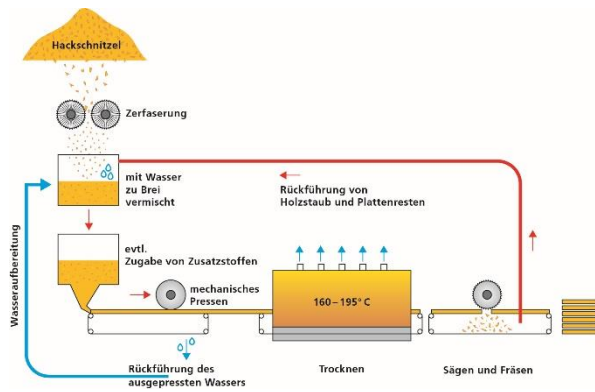 Hackschnitzel
Zerfaserung
mit Wasser
zu Brei
vermischt
Rückführung von
Holzstaub und Plattenresten
Wasseraufbereitung
evtl.
Zugabe von Zusatzstoffen
mechanisches
Pressen
160–195° C
Rückführung des
ausgepressten Wassers
Trocknen
Sägen und Fräsen